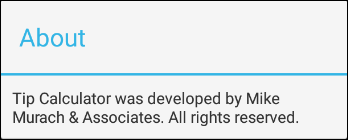 About
Tip Calculator was developed by Mike
Murach & Associates. All rights reserved.